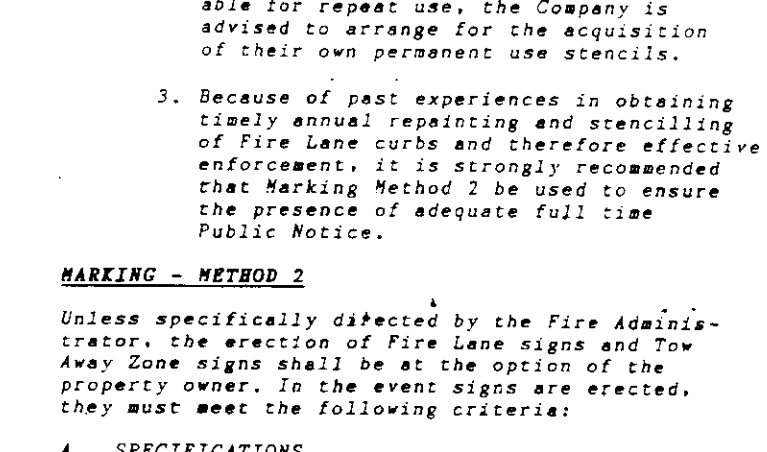 able for repeat use, the Company is
advised to arrange for the acquisition
of their own permanent use stencils.
3. Because of past experiences in obtaining
timely annual repainting and stencilling
of Fire Lane curbs and therefore effective
enforcement, it is strongly recommended
that Marking Method 2 be used to ensure
the presence of adequate full time
Public Notice.
MARKING - METHOD 2
Unless specifically directed by the Fire Adminis-
trator, the erection of Fire Lane signs and Tow
Away Zone signs shall be at the option of the
property owner. In the event signs are erected,
they must meet the following criteria:
A. SPECIFICATIONS